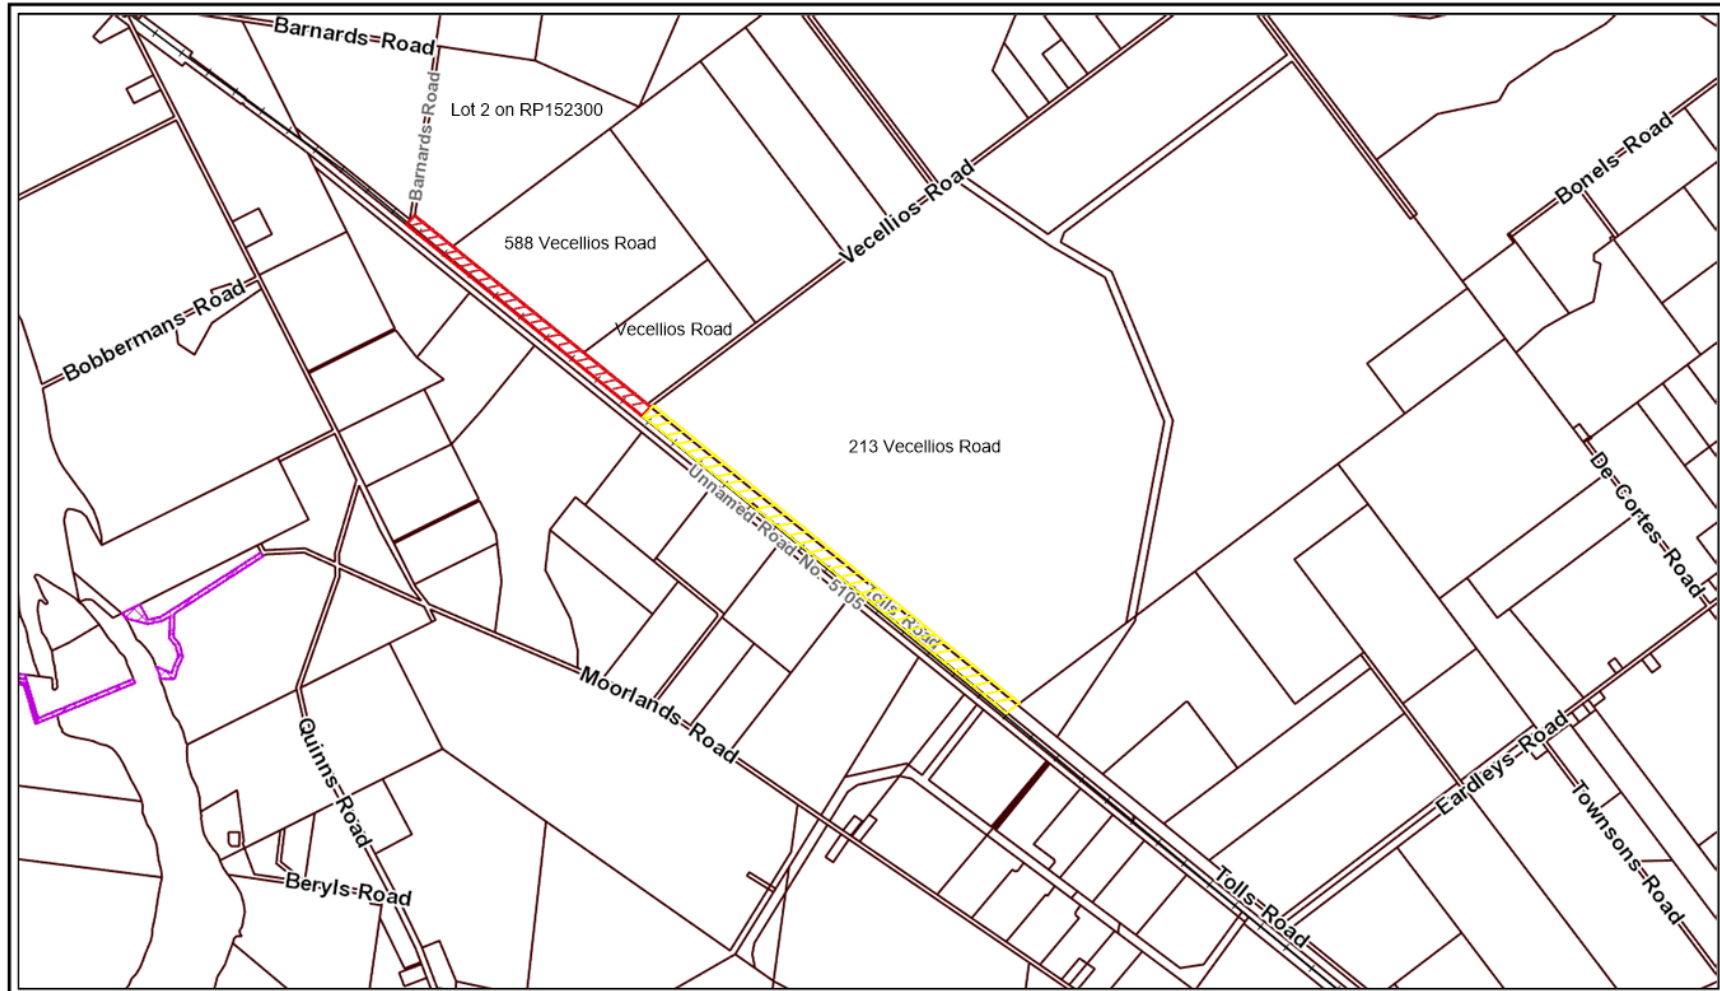 Barnards Road
Barnards Road
Lot 2 on RP152300
Bonels Road
Vecellios Road
588 Vecellios Road
Bobbermans Road
Vecellios Road
213 Vecellios Road
De Cortes Road
Unnamed Road No. 5105
Road
Moorlands Road
Quinns Road
Eardleys Road
Townsons Road
Beryls Road
Tolls Road